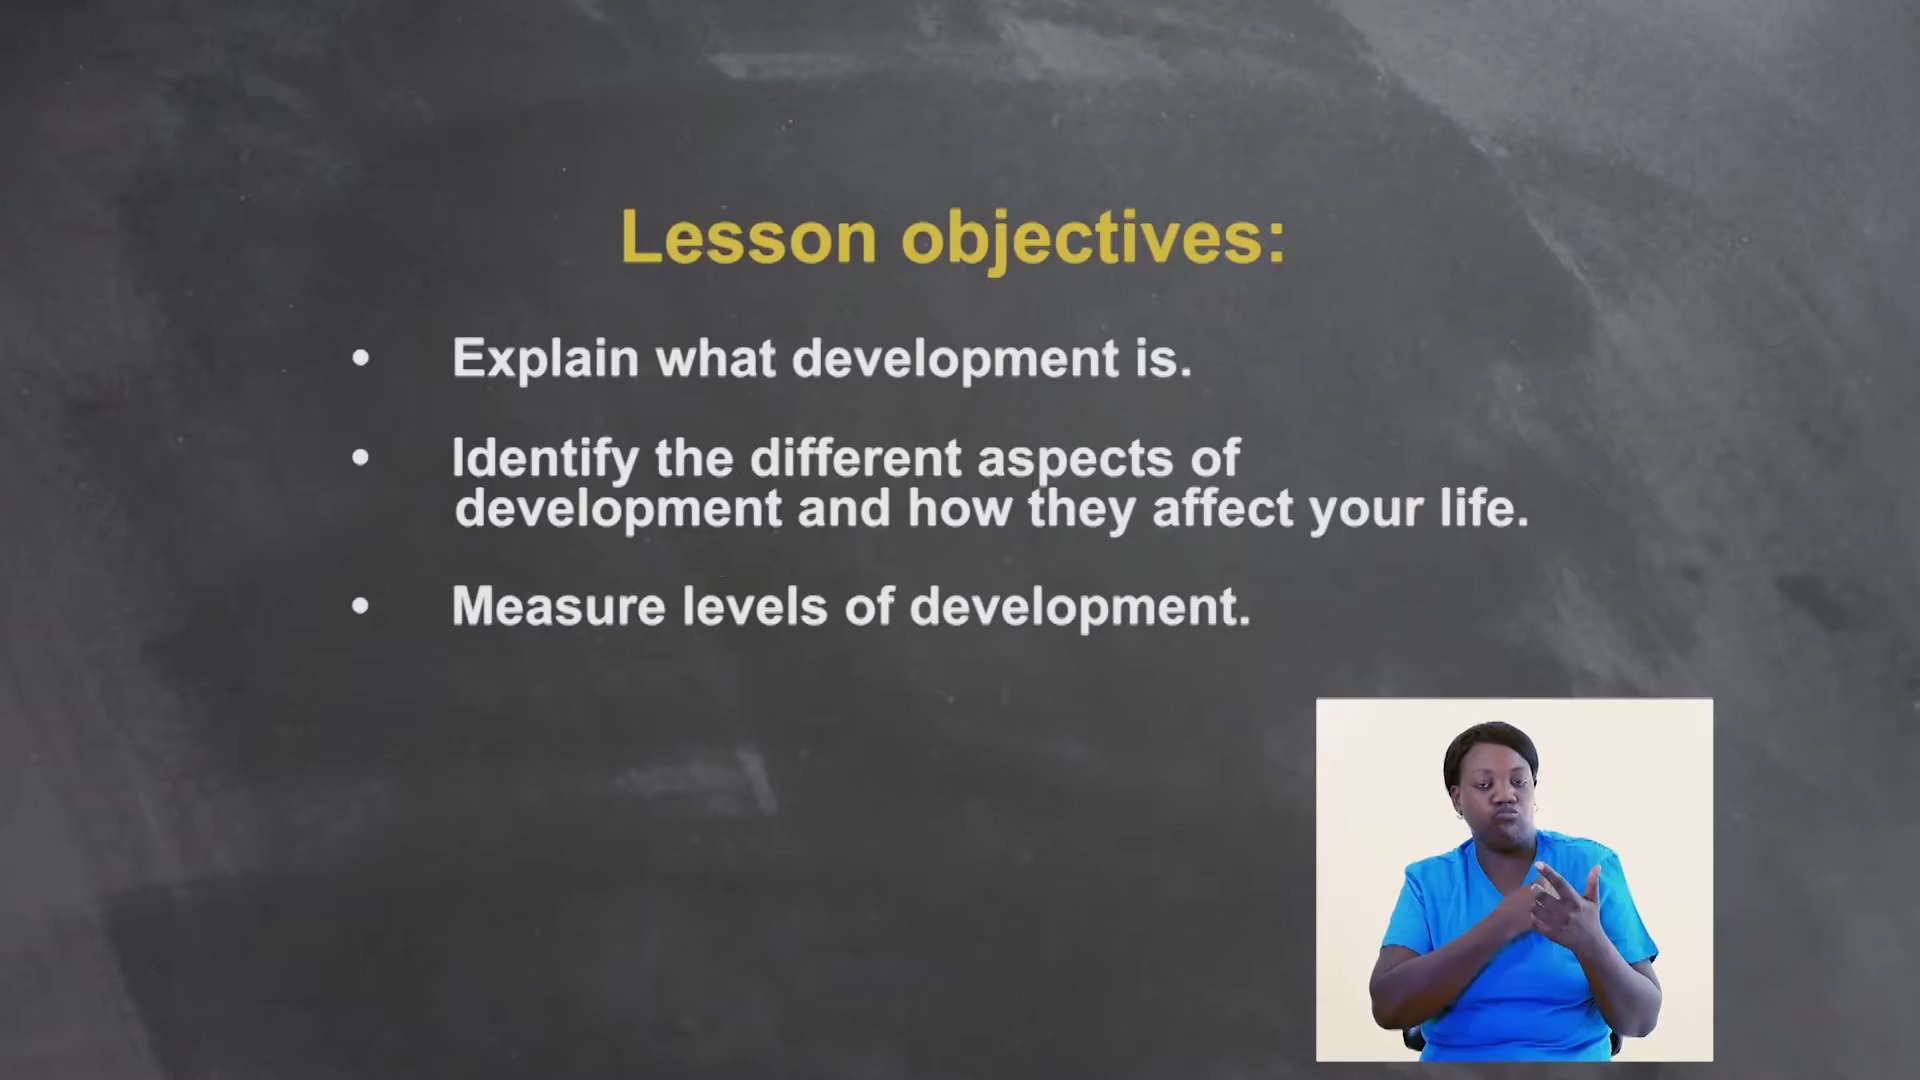 Lesson objectives:
• Explain what development is.
• Identify the different aspects of
development and how they affect your life.
• Measure levels of development.